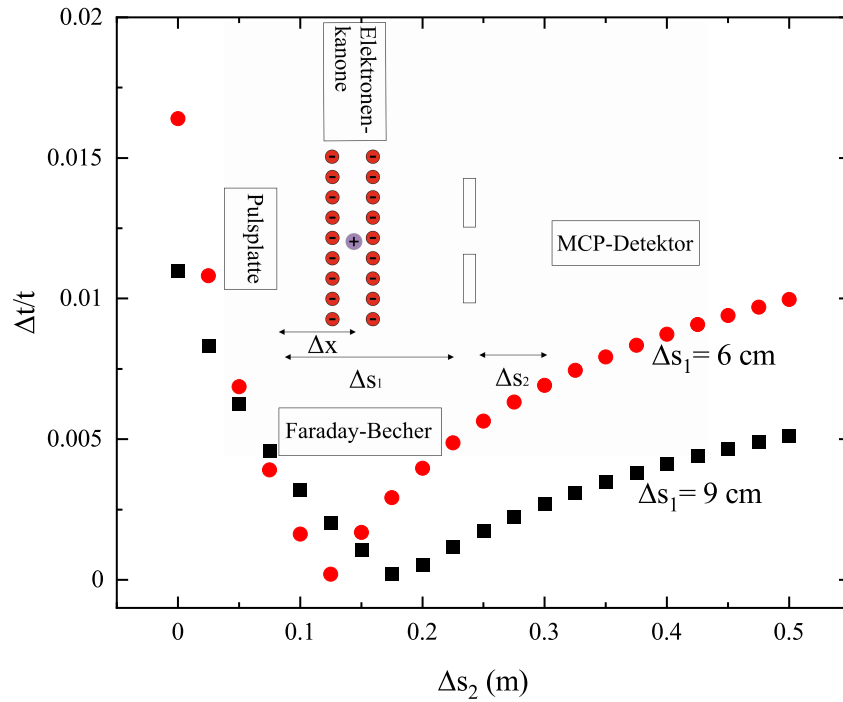 0.02
0.015
0.01
0.005
0
Δt/t
Elektronen-
kanone
Pulsplatte
MCP-Detektor
Δx
Δs₁
Δs₂
Faraday-Becher
Δs₁= 6 cm
Δs₁= 9 cm
0 0.1 0.2 0.3 0.4 0.5
Δs₂ (m)